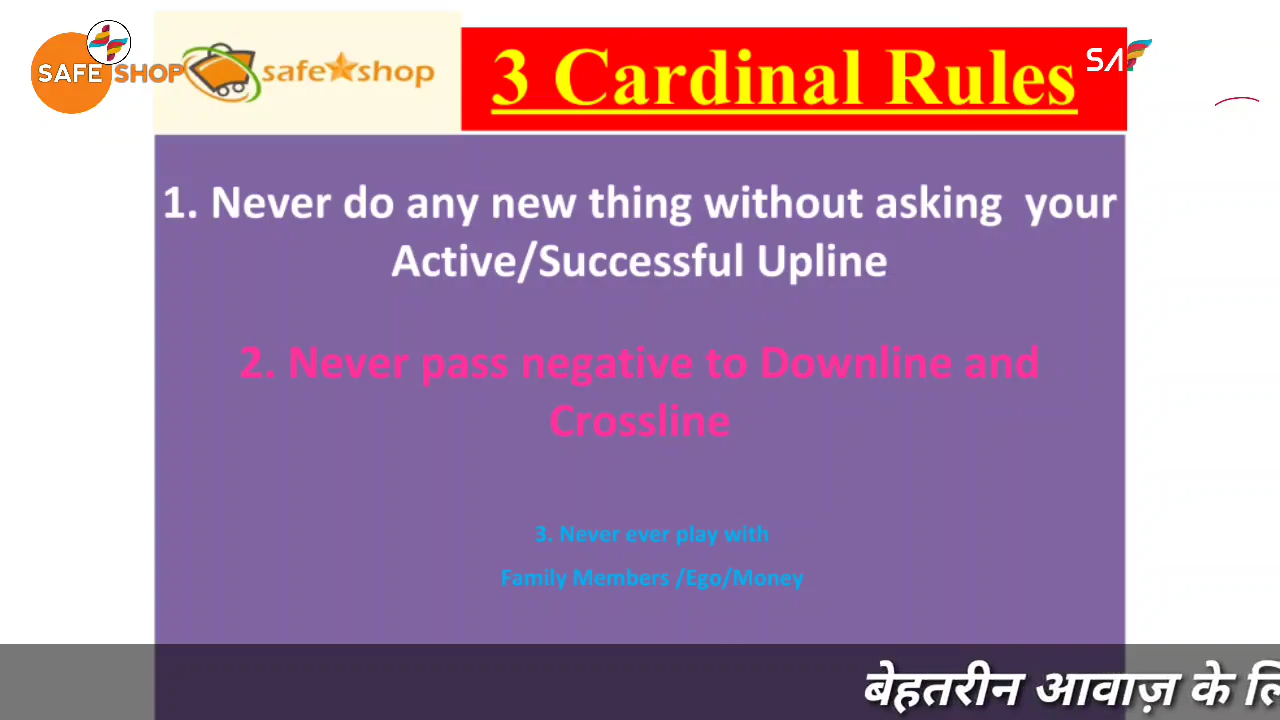 SAFE SHOP
safe shop
3 Cardinal Rules
SAF
1. Never do any new thing without asking your
Active/Successful Upline
2. Never pass negative to Downline and
Crossline
3. Never ever play with
Family Members /Ego/Money
बेहतरीन आवाज़ के